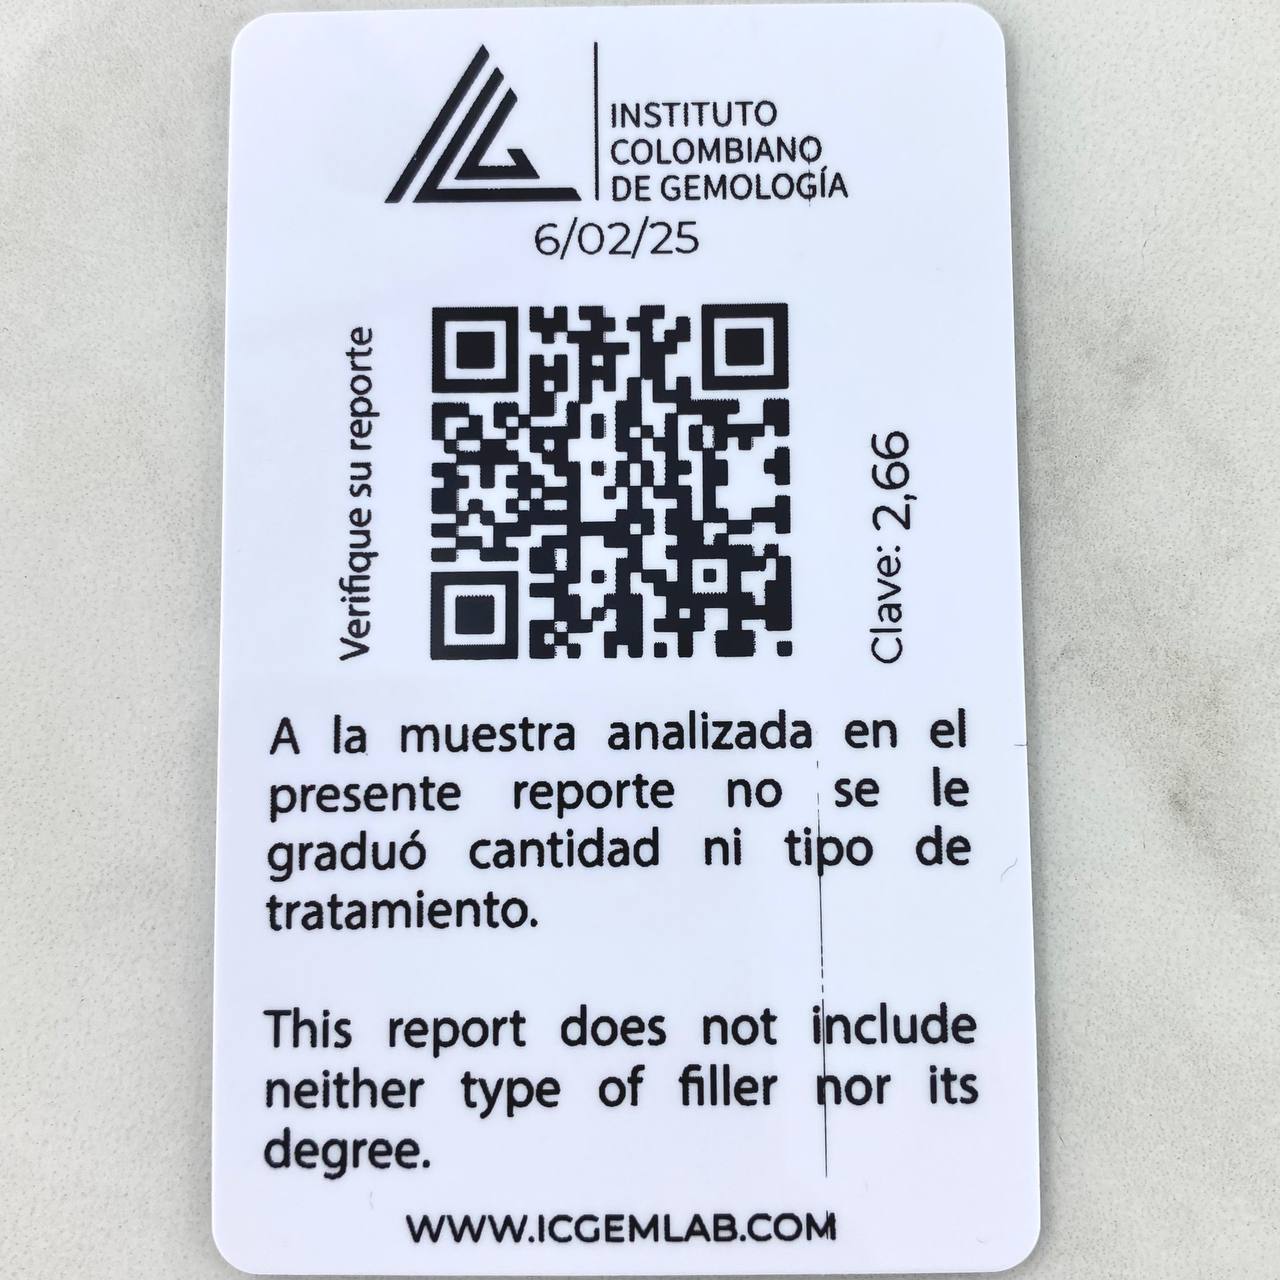 INSTITUTO
COLOMBIANO
DE GEMOLOGÍA
6/02/25
Verifique su reporte
Clave: 2,66
A la muestra analizada en el
presente reporte no se le
graduó cantidad ni tipo de
tratamiento.
This report does not include
neither type of filler nor its
degree.
WWW.ICGEMLAB.COM